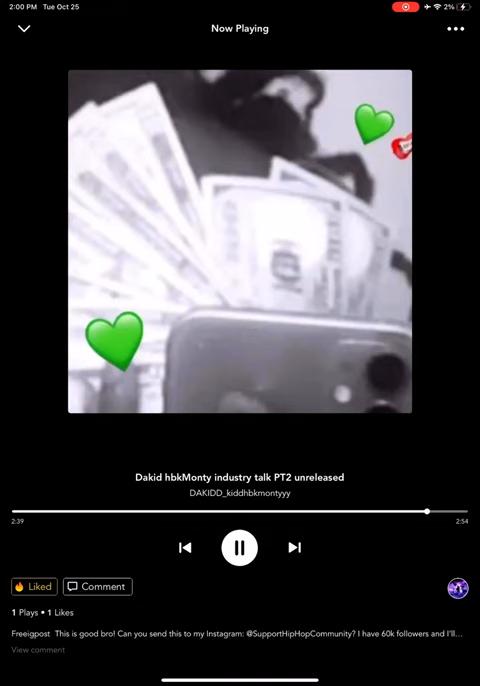 2:00 PM Tue Oct 25
2%
Now Playing
Dakid hbkMonty industry talk PT2 unreleased
DAKIDD_kiddhbkmontyyy
2:39
2:54
Liked
Comment
1 Plays • 1 Likes
Freeigpost This is good bro! Can you send this to my Instagram: @SupportHipHopCommunity? I have 60k followers and I'll...
View comment